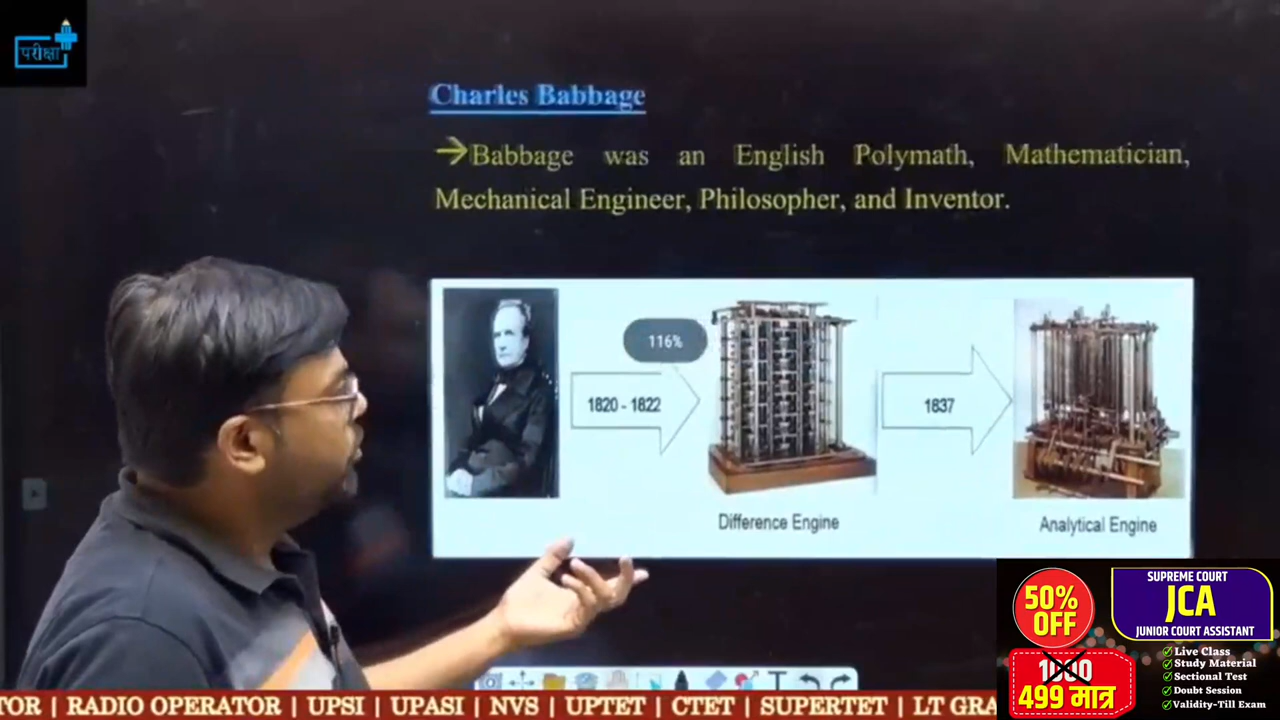 परीक्षा
Charles Babbage
→Babbage was an English Polymath, Mathematician,
Mechanical Engineer, Philosopher, and Inventor.
116%
1820 - 1822
1837
Difference Engine
Analytical Engine
50%
OFF
1000
499 मात्र
SUPREME COURT
JCA
JUNIOR COURT ASSISTANT
Live Class
Study Material
Sectional Test
Doubt Session
Validity-Till Exam
TOR | RADIO OPERATOR | JPSI | UPASI | NVS | UPTET | CTET | SUPERTET | LT GRA